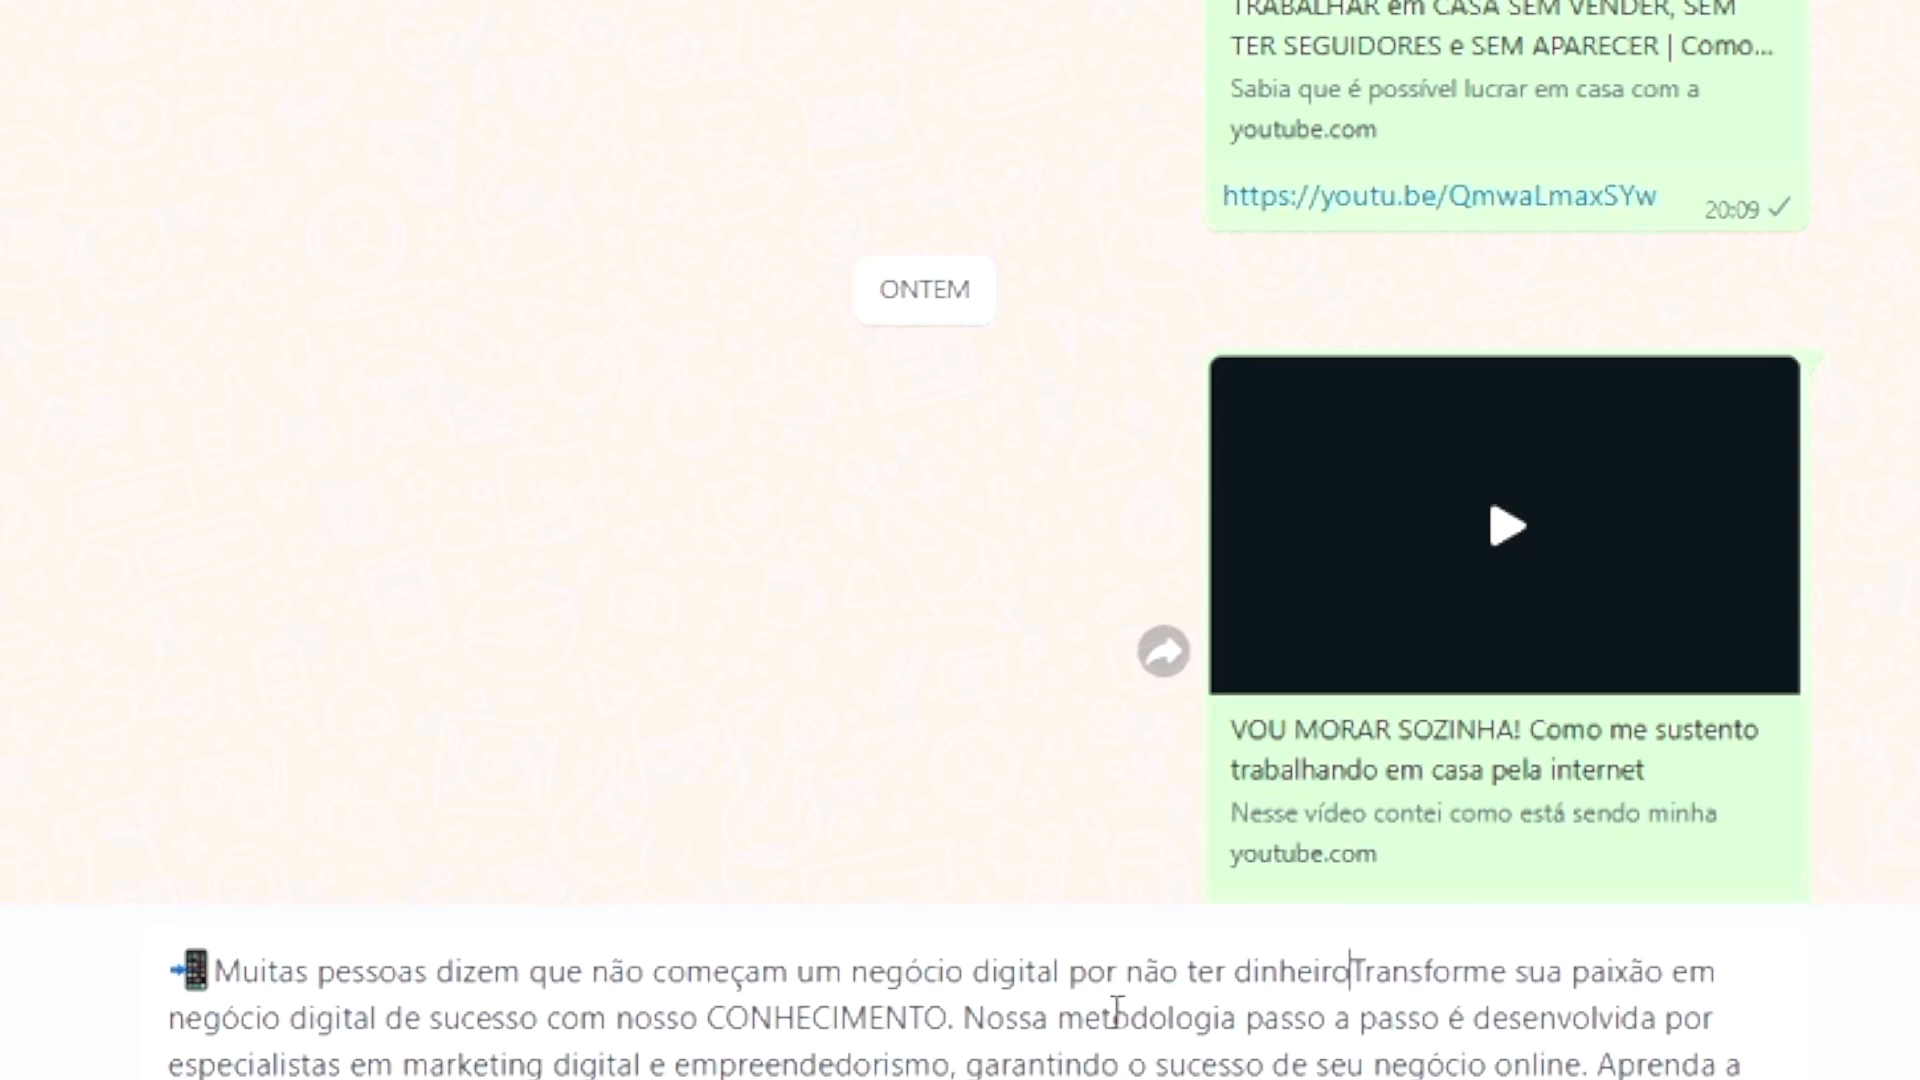 TRABALHAR em CASA SEM VENDER, SEM
TER SEGUIDORES e SEM APARECER | Como...
Sabia que é possível lucrar em casa com a
youtube.com
https://youtu.be/QmwaLmaxSYw
20:09
ONTEM
VOU MORAR SOZINHA! Como me sustento
trabalhando em casa pela internet
Nesse vídeo contei como está sendo minha
youtube.com
📲Muitas pessoas dizem que não começam um negócio digital por não ter dinheiroTransforme sua paixão em
negócio digital de sucesso com nosso CONHECIMENTO. Nossa metodologia passo a passo é desenvolvida por
especialistas em marketing digital e empreendedorismo, garantindo o sucesso de seu negócio online. Aprenda a